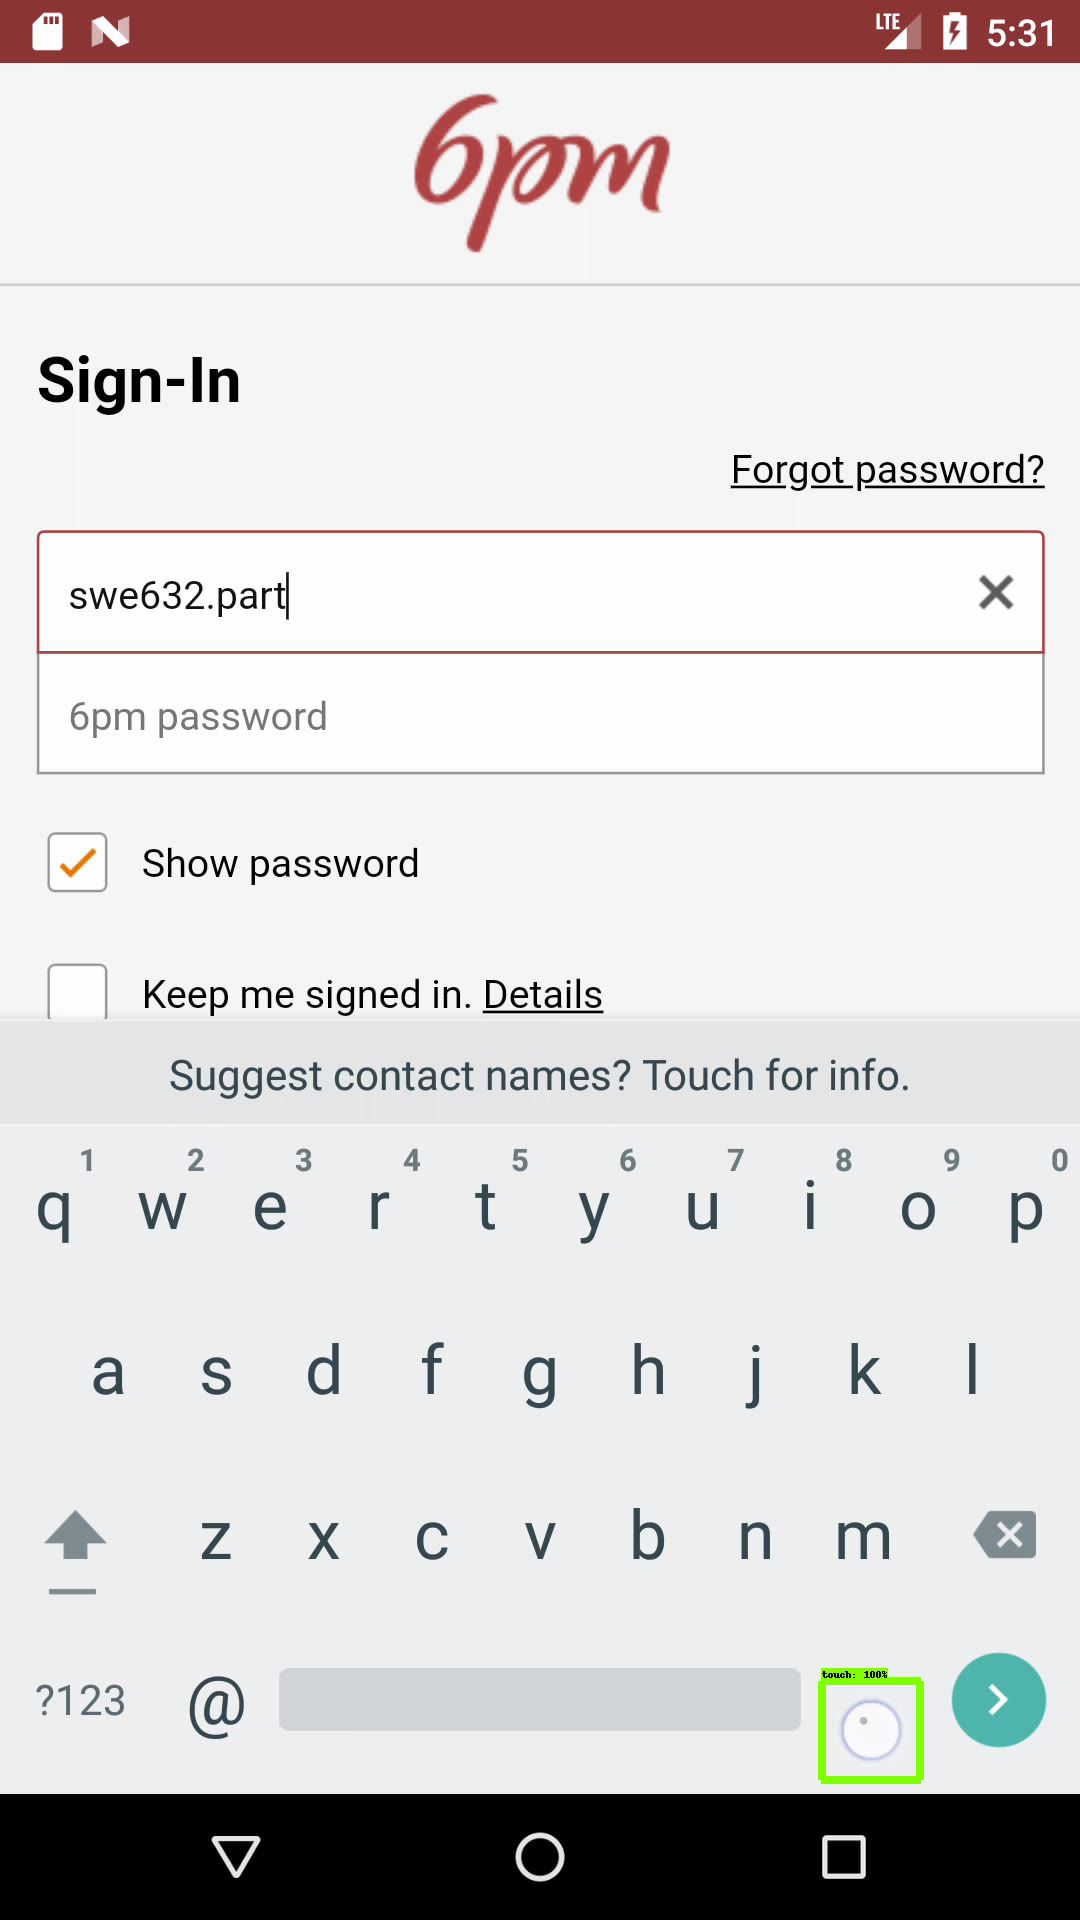 LTE 5:31
6pm
Sign-In
Forgot password?
swe632.part
6pm password
Show password
Keep me signed in. Details
Suggest contact names? Touch for info.
1 2 3 4 5 6 7 8 9 0
q w e r t y u i o p
a s d f g h j k l
z x c v b n m
touch: 100%
?123 @